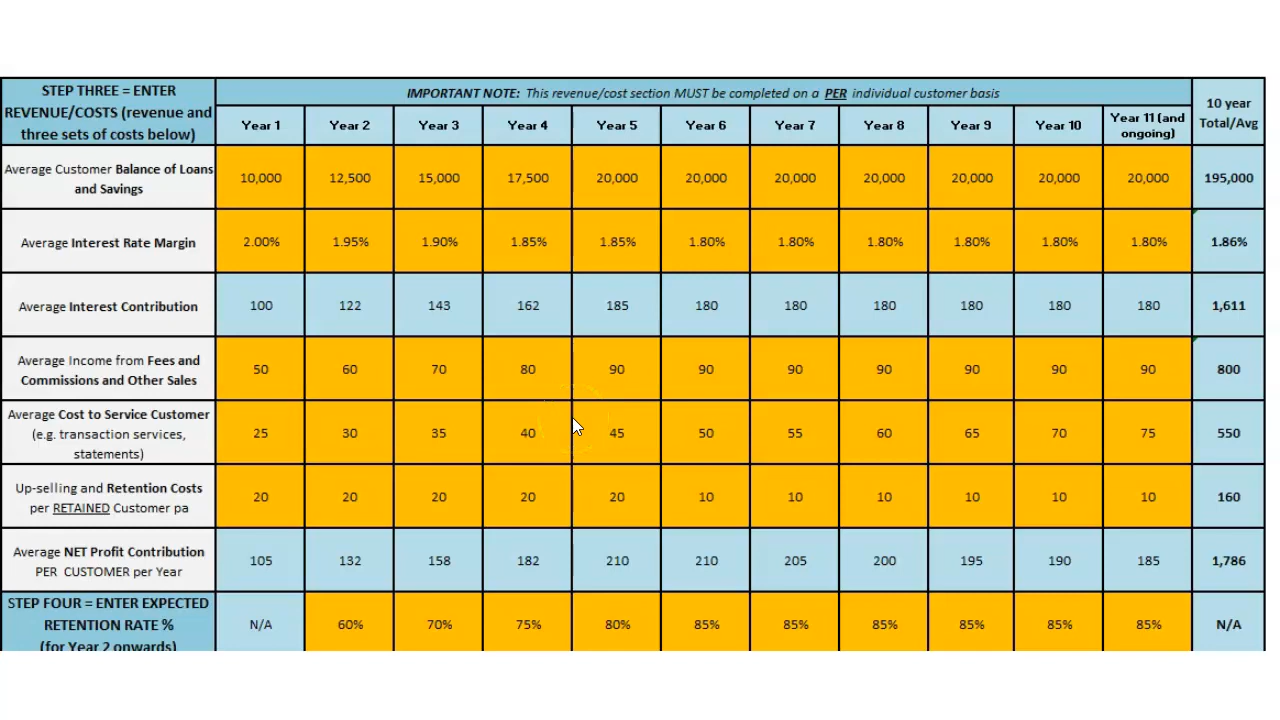 STEP THREE = ENTER
REVENUE/COSTS (revenue and
three sets of costs below)
IMPORTANT NOTE: This revenue/cost section MUST be completed on a PER individual customer basis
10 year
Total/Avg
Year 1 Year 2 Year 3 Year 4 Year 5 Year 6 Year 7 Year 8 Year 9 Year 10 Year 11 (and
ongoing)
Average Customer Balance of Loans
and Savings
10,000 12,500 15,000 17,500 20,000 20,000 20,000 20,000 20,000 20,000 20,000 195,000
Average Interest Rate Margin 2.00% 1.95% 1.90% 1.85% 1.85% 1.80% 1.80% 1.80% 1.80% 1.80% 1.80% 1.86%
Average Interest Contribution 100 122 143 162 185 180 180 180 180 180 180 1,611
Average Income from Fees and
Commissions and Other Sales
50 60 70 80 90 90 90 90 90 90 90 800
Average Cost to Service Customer
(e.g. transaction services,
statements)
25 30 35 40 45 50 55 60 65 70 75 550
Up-selling and Retention Costs
per RETAINED Customer pa
20 20 20 20 20 10 10 10 10 10 10 160
Average NET Profit Contribution
PER CUSTOMER per Year
105 132 158 182 210 210 205 200 195 190 185 1,786
STEP FOUR = ENTER EXPECTED
RETENTION RATE %
(for Year 2 onwards)
N/A 60% 70% 75% 80% 85% 85% 85% 85% 85% 85% N/A